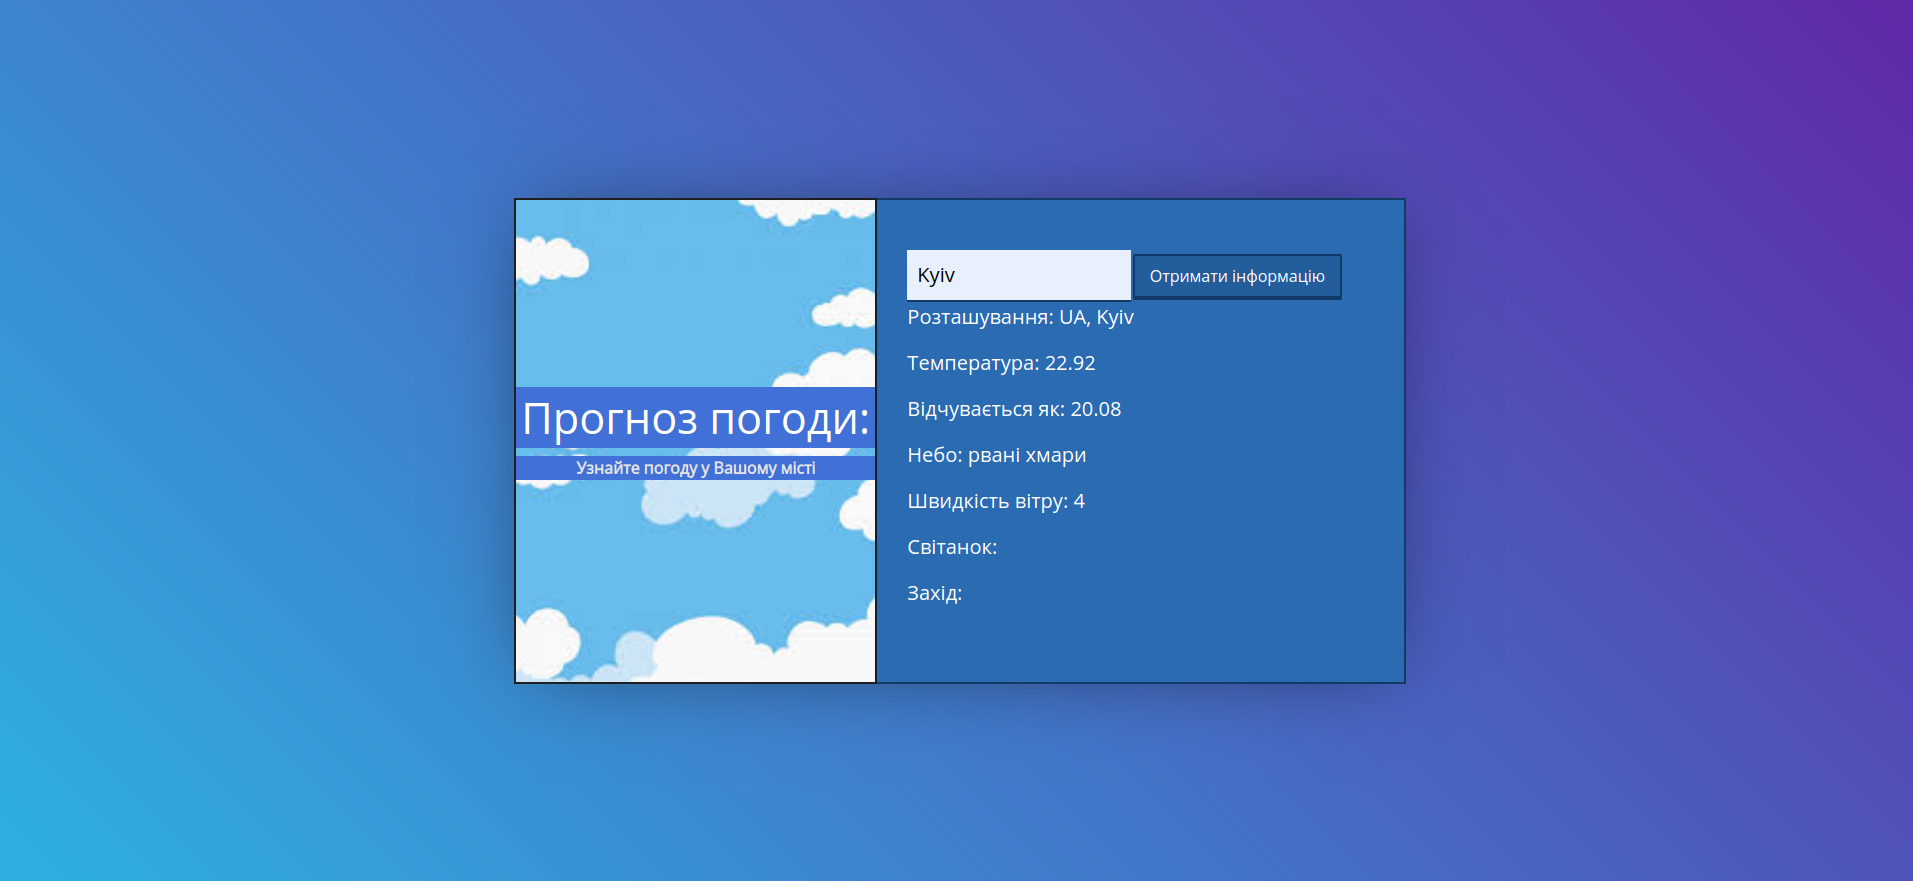 Прогноз погоди:
Узнайте погоду у Вашому місті
Kyiv
Отримати інформацію
Розташування: UA, Kyiv
Температура: 22.92
Відчувається як: 20.08
Небо: рвані хмари
Швидкість вітру: 4
Світанок:
Захід: